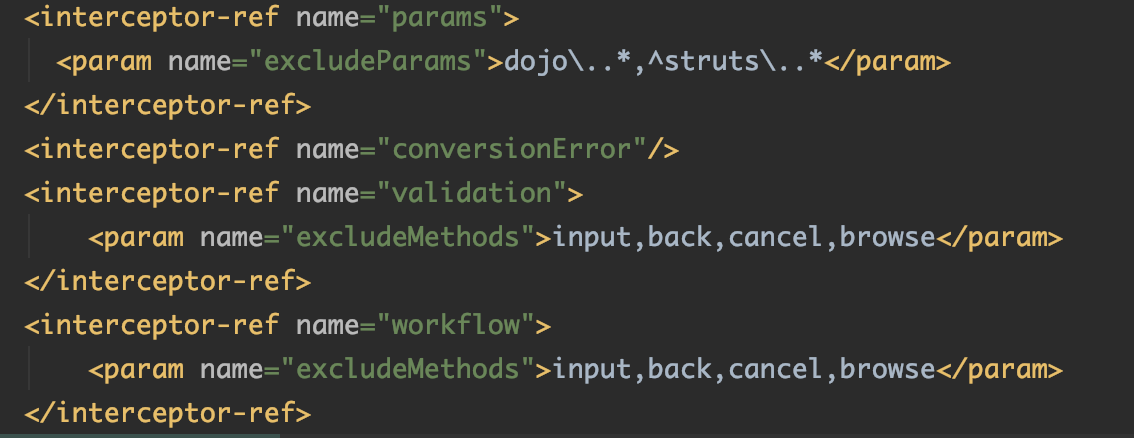 <interceptor-ref name="params">
<param name="excludeParams">dojo\..*,^struts\..*</param>
</interceptor-ref>
<interceptor-ref name="conversionError"/>
<interceptor-ref name="validation">
<param name="excludeMethods">input,back,cancel,browse</param>
</interceptor-ref>
<interceptor-ref name="workflow">
<param name="excludeMethods">input,back,cancel,browse</param>
</interceptor-ref>